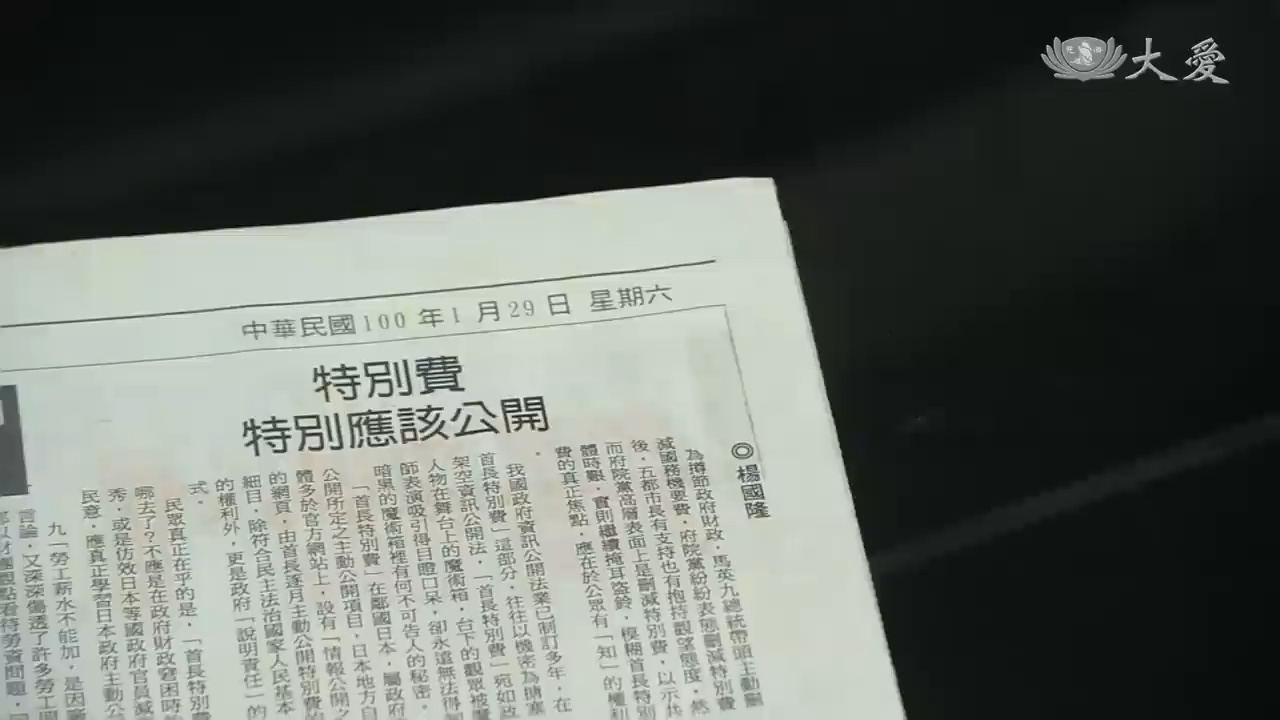 大愛
中華民國100年1月29日 星期六
特別費
特別應該公開
◎楊國隆
為撙節政府財政，馬英九總統帶頭主動刪
減國務機要費，府院黨紛紛表態刪減特別費
後，五都市長有支持也有抱持觀望態度，然
而府院黨高層表面上是刪減特別費，以示共
體時艱，實則繼續掩耳盜鈴，模糊首長特別
費的真正焦點，應在於公眾有「知」的權利
。
我國政府資訊公開法業已制訂多年，在
「首長特別費」這部分，往往以機密為搪塞
架空資訊公開法，「首長特別費」宛如政
人物在舞台上的魔術箱，台下的觀眾被魔
師表演吸引得目瞪口呆，卻永遠無法得知
暗黑的魔術箱裡有何不可告人的秘密。
「首長特別費」在鄰國日本，屬政府
公開所定之主動公開項目，日本地方自
體多於官方網站上，設有「情報公開之
的網頁，由首長逐月主動公開特別費的
細目，除符合民主法治國家人民基本
的權利外，更是政府「說明責任」的
式。
民眾真正在乎的是，「首長特別費
哪去了？不應是在政府財政窘困時
秀，或是仿效日本等國政府官員減
民意，應真正學習日本政府主動公
九「勞工薪水不能加，是因
言論，又深深傷透了許多勞工
財團觀點看待勞資問題，